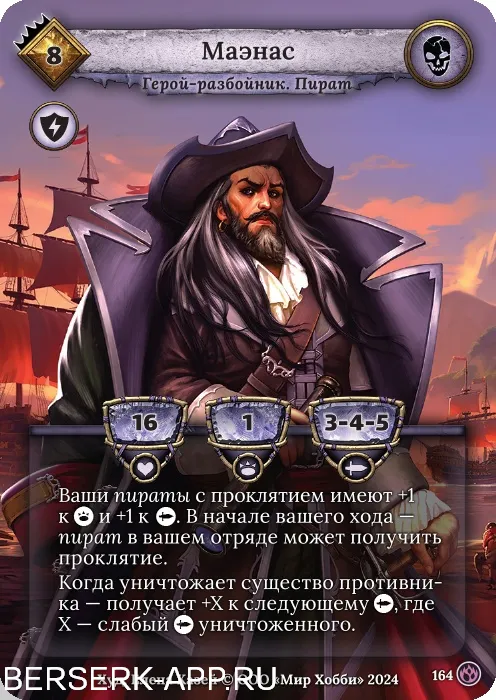 8
Маэнас
Герой-разбойник. Пират
16
1
3-4-5
Ваши пираты с проклятием имеют +1
к и +1 к . В начале вашего хода —
пират в вашем отряде может получить
проклятие.
Когда уничтожает существо противни-
ка — получает +X к следующему , где
X — слабый уничтоженного.
© ООО «Мир Хобби» 2024
164
BERSERK-APP.RU